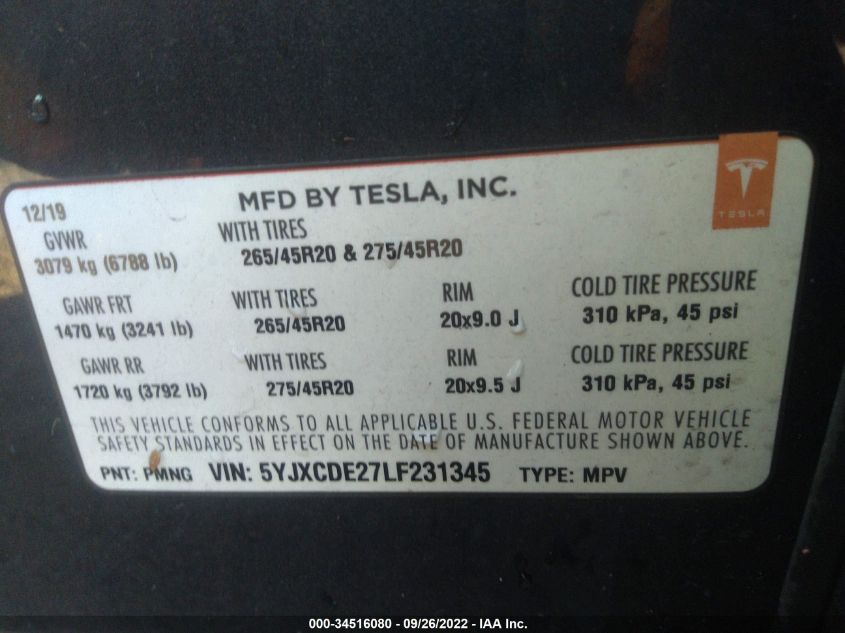 12/19
MFD BY TESLA, INC.
TESLA
GVWR WITH TIRES
3079 kg (6788 lb) 265/45R20 & 275/45R20
GAWR FRT WITH TIRES RIM COLD TIRE PRESSURE
1470 kg (3241 lb) 265/45R20 20x9.0 J 310 kPa, 45 psi
GAWR RR WITH TIRES RIM COLD TIRE PRESSURE
1720 kg (3792 lb) 275/45R20 20x9.5 J 310 kPa, 45 psi
THIS VEHICLE CONFORMS TO ALL APPLICABLE U.S. FEDERAL MOTOR VEHICLE
SAFETY STANDARDS IN EFFECT ON THE DATE OF MANUFACTURE SHOWN ABOVE.
PNT: PMNG VIN: 5YJXCDE27LF231345 TYPE: MPV
000-34516080 - 09/26/2022 - IAA Inc.